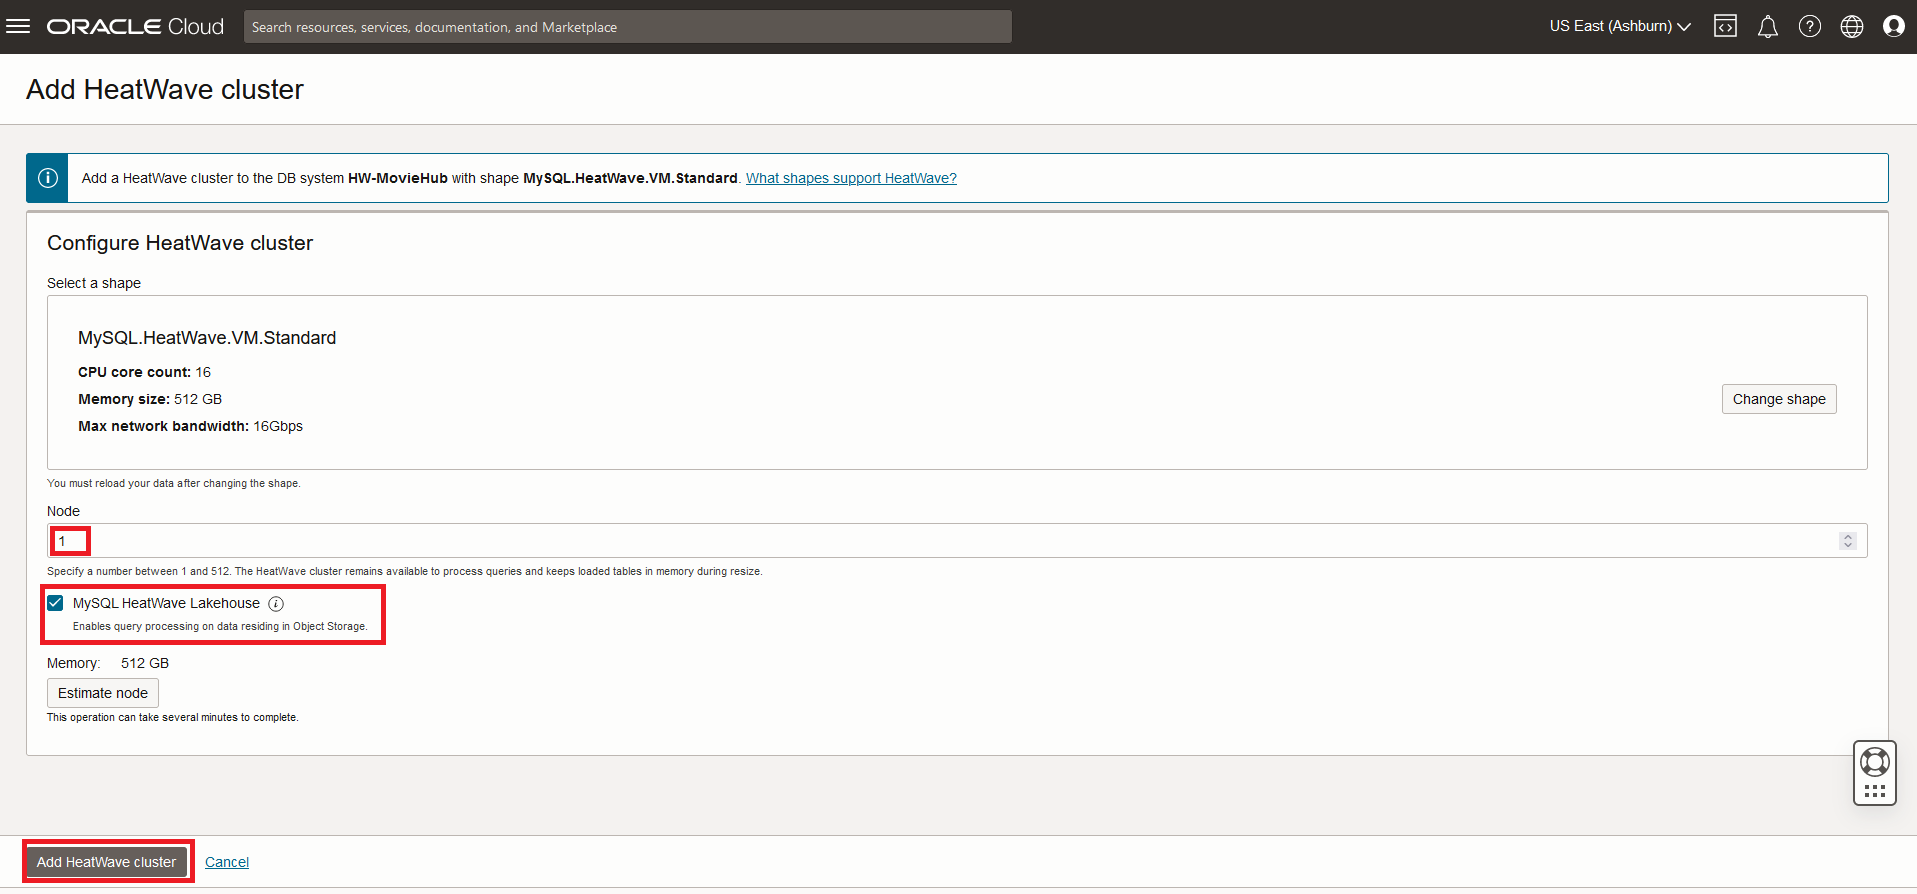 ORACLE Cloud
Search resources, services, documentation, and Marketplace
US East (Ashburn)
Add HeatWave cluster
Add a HeatWave cluster to the DB system HW-MovieHub with shape MySQL.HeatWave.VM.Standard. What shapes support HeatWave?
Configure HeatWave cluster
Select a shape
MySQL.HeatWave.VM.Standard
CPU core count: 16
Memory size: 512 GB
Max network bandwidth: 16Gbps
Change shape
You must reload your data after changing the shape.
Node
1
Specify a number between 1 and 512. The HeatWave cluster remains available to process queries and keeps loaded tables in memory during resize.
MySQL HeatWave Lakehouse
Enables query processing on data residing in Object Storage.
Memory: 512 GB
Estimate node
This operation can take several minutes to complete.
Add HeatWave cluster Cancel